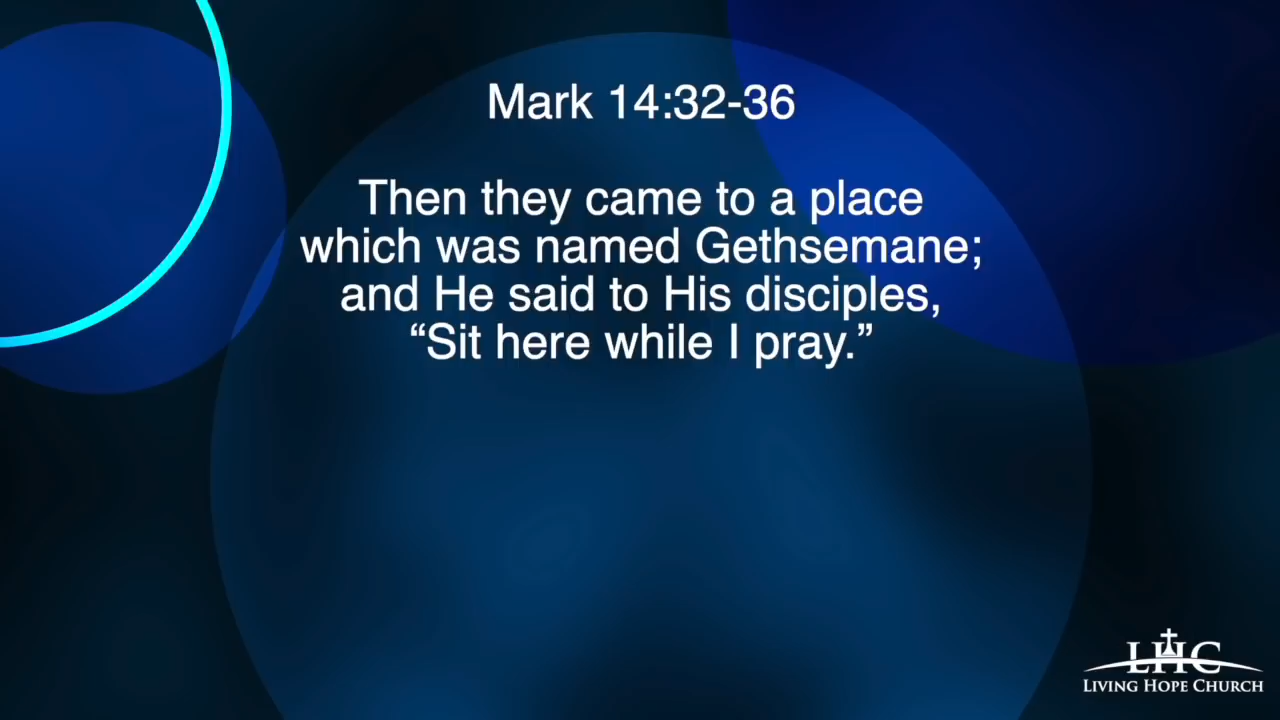 Mark 14:32-36
Then they came to a place
which was named Gethsemane;
and He said to His disciples,
“Sit here while I pray.”
LHC
LIVING HOPE CHURCH